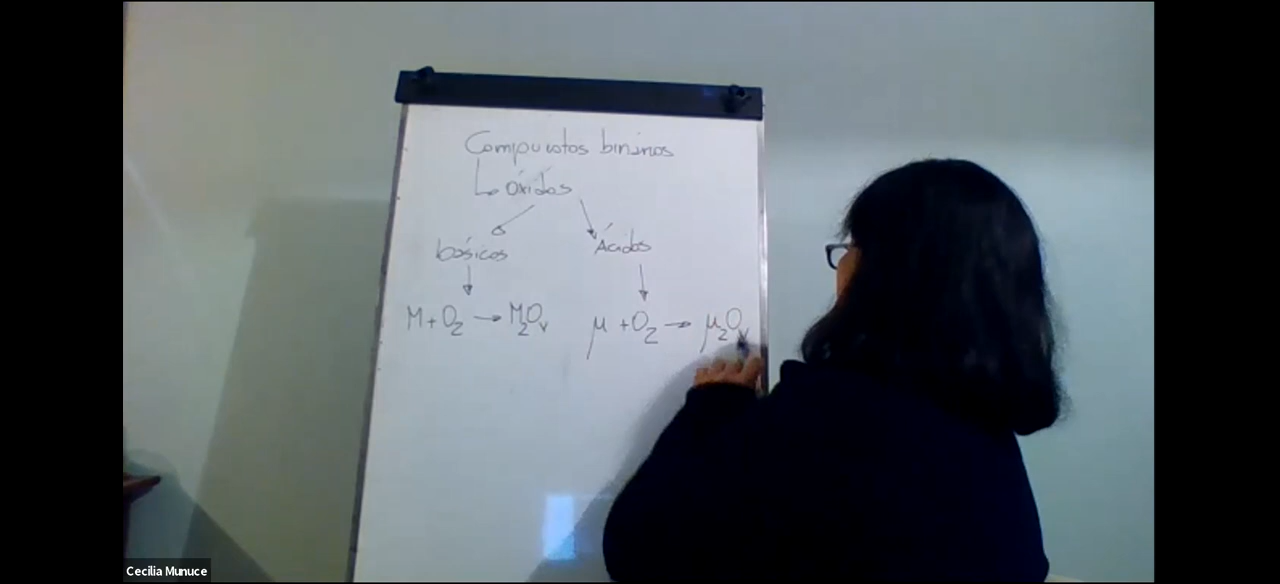 Compuestos binarios
↳ óxidos
básicos Ácidos
M + O₂ → M₂Oᵥ μ + O₂ → μ₂Oᵥ
Cecilia Munuce